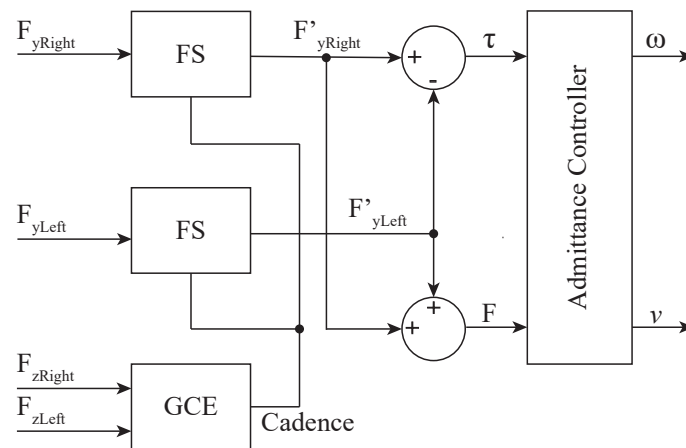 F_yRight
FS
F’_yRight
+
-
τ
ω
Admittance Controller
F_yLeft
FS
F’_yLeft
+
+
F
v
F_zRight
F_zLeft
GCE
Cadence